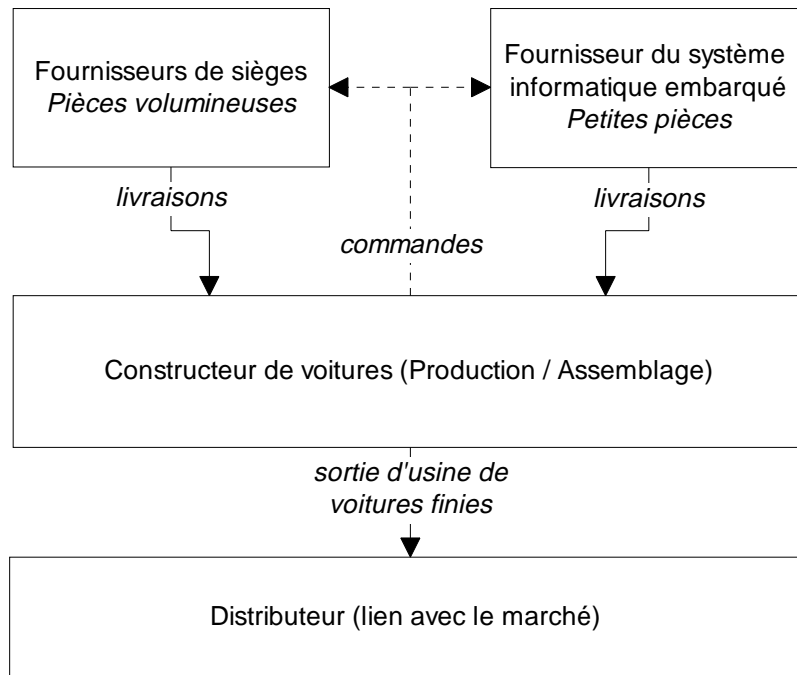 Fournisseurs de sièges
Pièces volumineuses
Fournisseur du système
informatique embarqué
Petites pièces
livraisons
livraisons
commandes
Constructeur de voitures (Production / Assemblage)
sortie d'usine de
voitures finies
Distributeur (lien avec le marché)